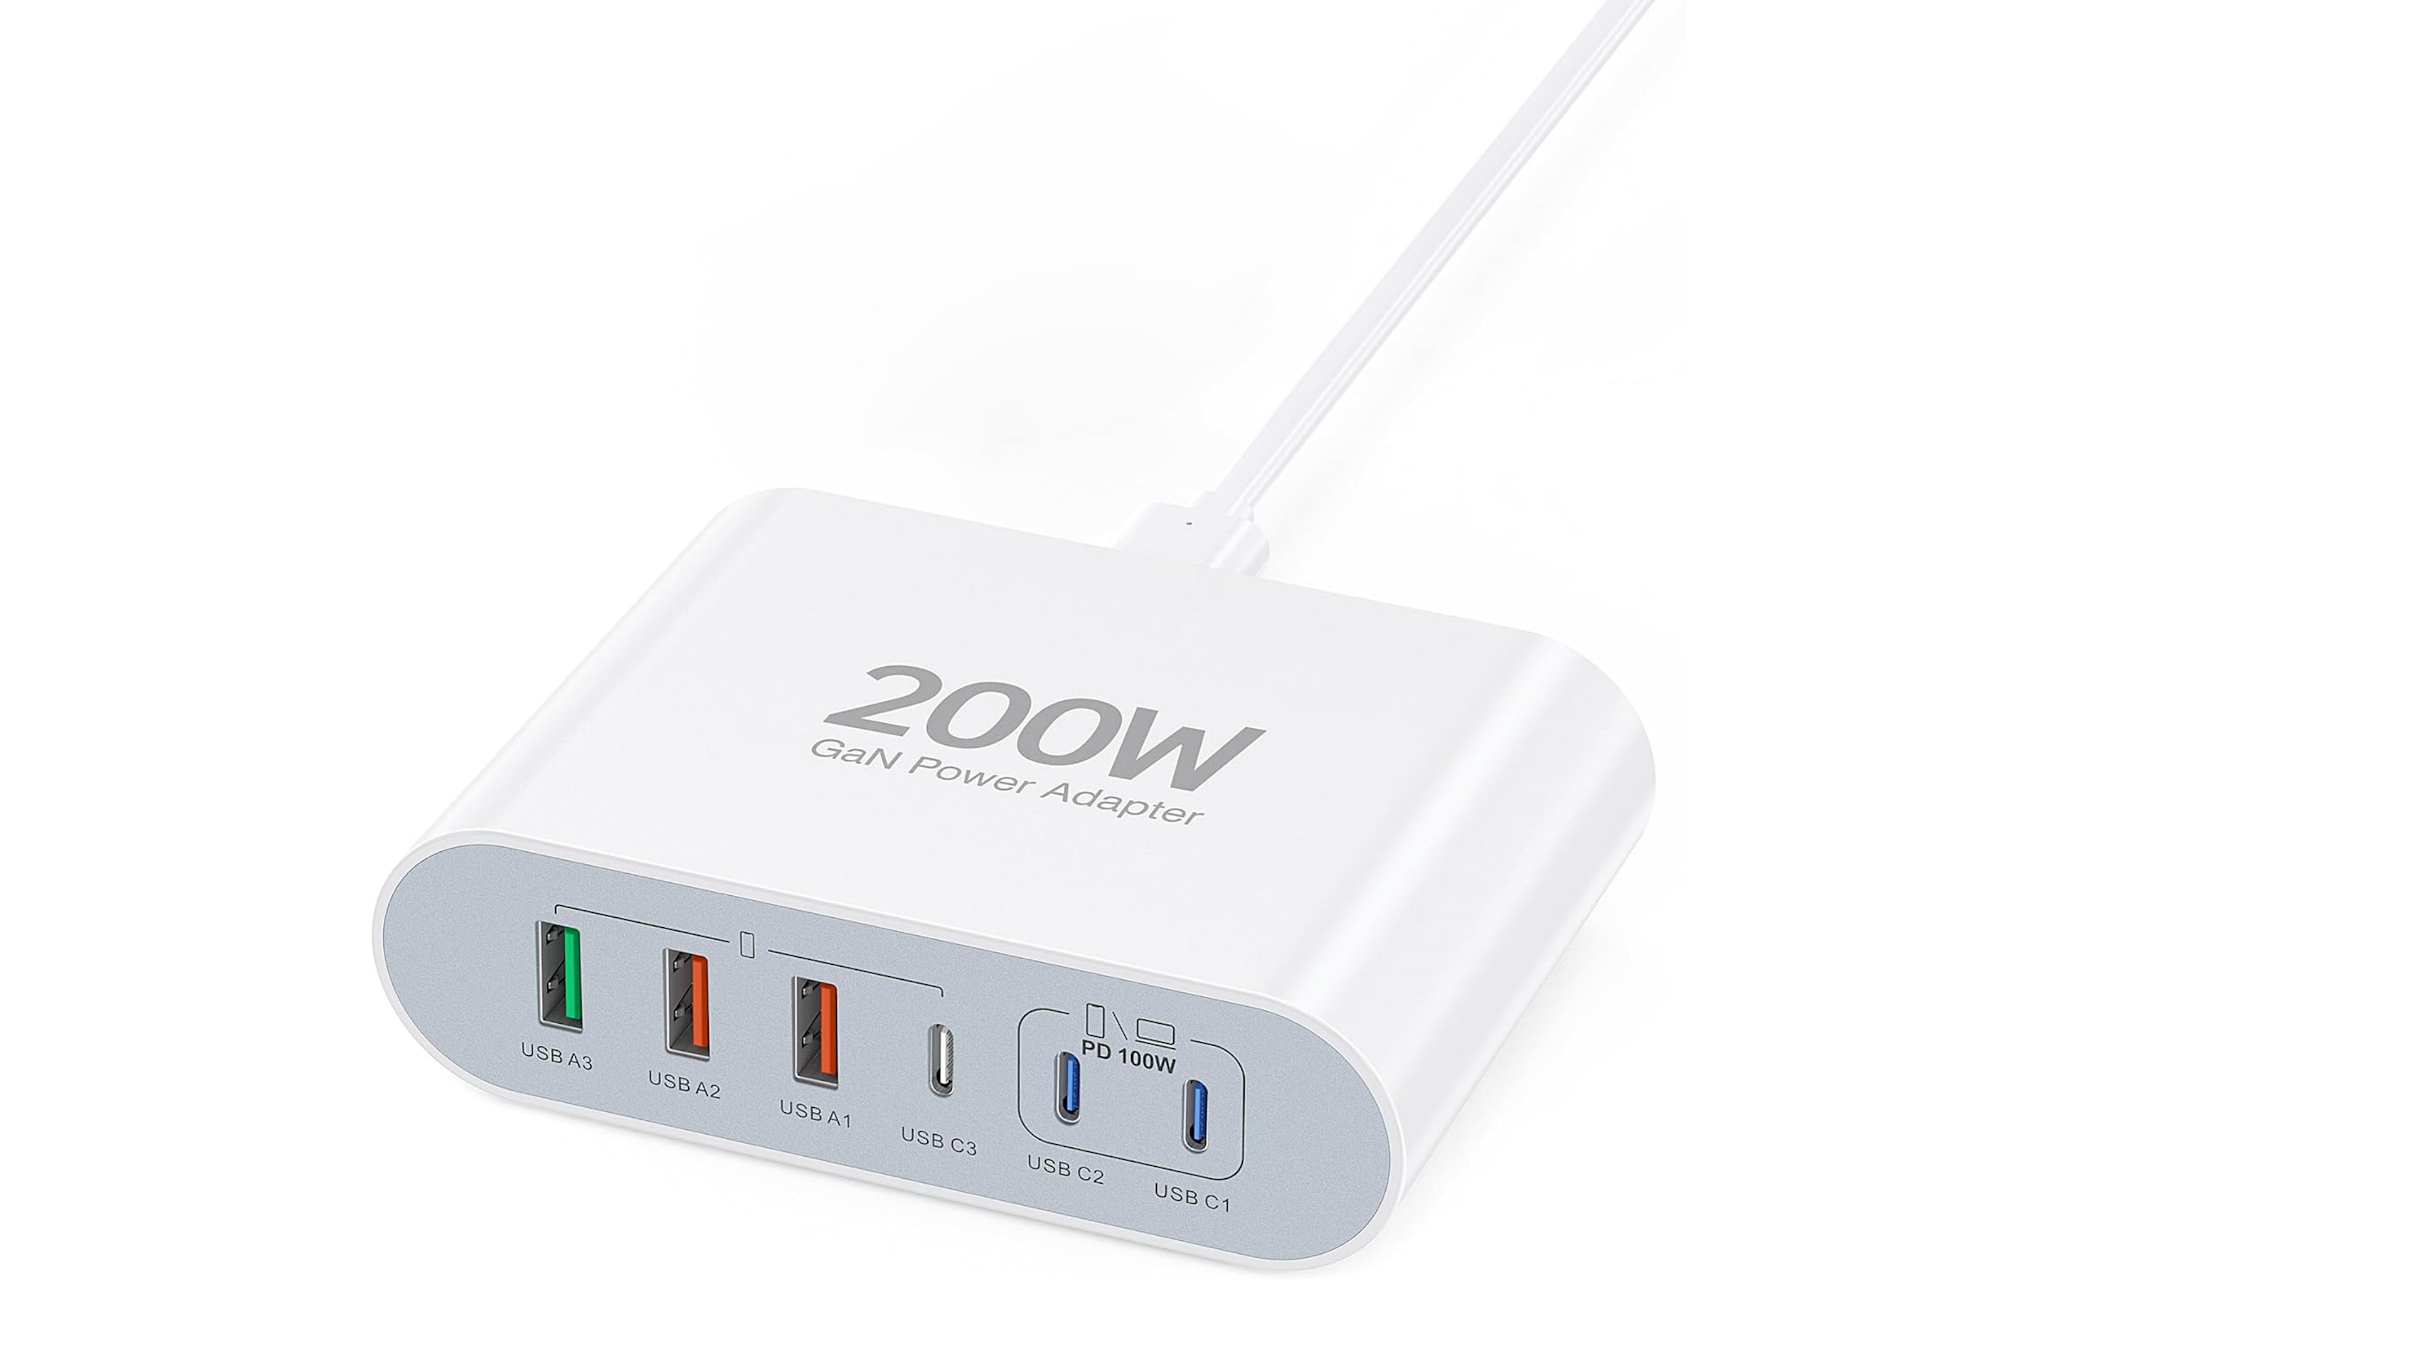 200W
GaN Power Adapter
PD 100W
USB A3
USB A2
USB A1
USB C3
USB C2
USB C1